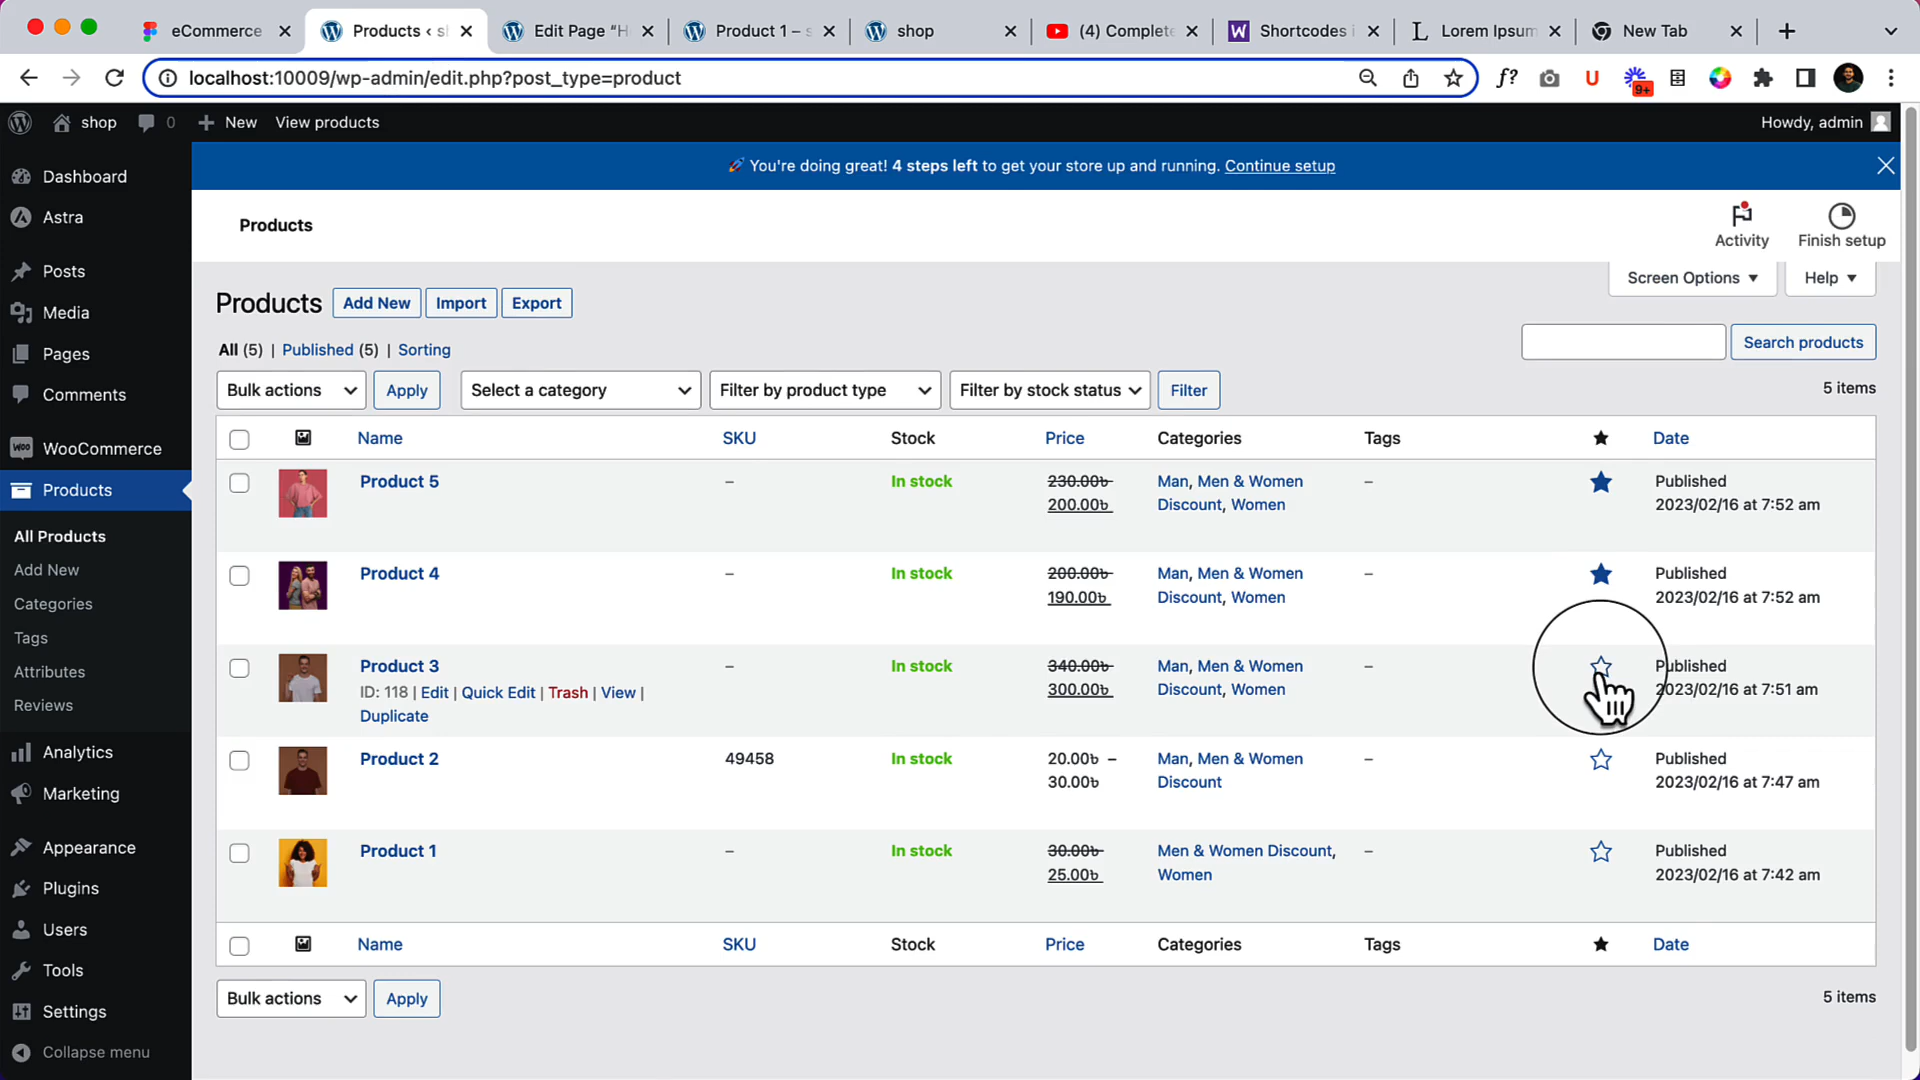 eCommerce
Products ‹ s
Edit Page “H
Product 1 – s
shop
(4) Complete
Shortcodes i
Lorem Ipsum
New Tab
localhost:10009/wp-admin/edit.php?post_type=product
f?
U
9+
shop
0
New
View products
Howdy, admin
🚀 You're doing great! 4 steps left to get your store up and running. Continue setup
Dashboard
Astra
Posts
Media
Pages
Comments
WOO WooCommerce
Products
All Products
Add New
Categories
Tags
Attributes
Reviews
Analytics
Marketing
Appearance
Plugins
Users
Tools
Settings
Collapse menu
Products
Activity
Finish setup
Screen Options
Help
Products Add New Import Export
All (5) | Published (5) | Sorting
Search products
Bulk actions Apply Select a category Filter by product type Filter by stock status Filter
5 items
Name SKU Stock Price Categories Tags Date
Product 5 – In stock 230.00৳ Man, Men & Women – Published
200.00৳ Discount, Women 2023/02/16 at 7:52 am
Product 4 – In stock 200.00৳ Man, Men & Women – Published
190.00৳ Discount, Women 2023/02/16 at 7:52 am
Product 3 – In stock 340.00৳ Man, Men & Women – Published
ID: 118 | Edit | Quick Edit | Trash | View | 300.00৳ Discount, Women 2023/02/16 at 7:51 am
Duplicate
Product 2 49458 In stock 20.00৳ – Man, Men & Women – Published
30.00৳ Discount 2023/02/16 at 7:47 am
Product 1 – In stock 30.00৳ Men & Women Discount, – Published
25.00৳ Women 2023/02/16 at 7:42 am
Name SKU Stock Price Categories Tags Date
Bulk actions Apply
5 items